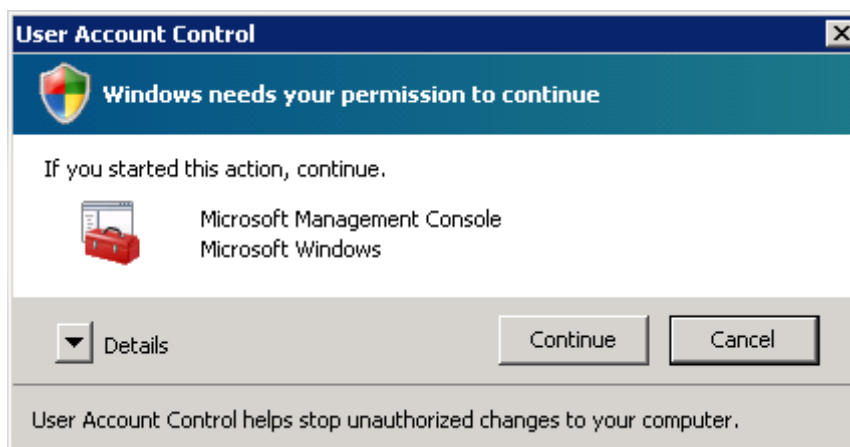 User Account Control
Windows needs your permission to continue
If you started this action, continue.
Microsoft Management Console
Microsoft Windows
Details
Continue
Cancel
User Account Control helps stop unauthorized changes to your computer.